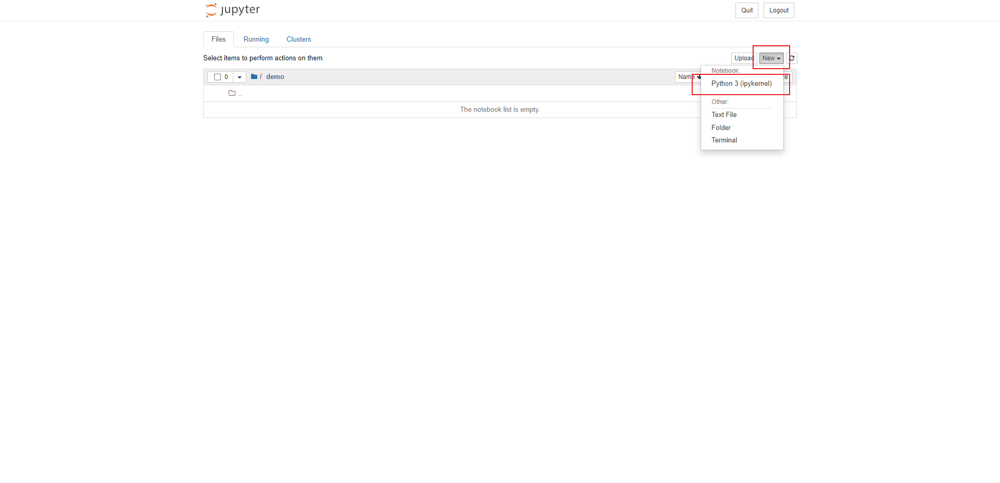 jupyter
Quit Logout
Files Running Clusters
Select items to perform actions on them.
Upload New
0 / demo
Name
Notebook:
Python 3 (ipykernel)
..
Other:
The notebook list is empty.
Text File
Folder
Terminal